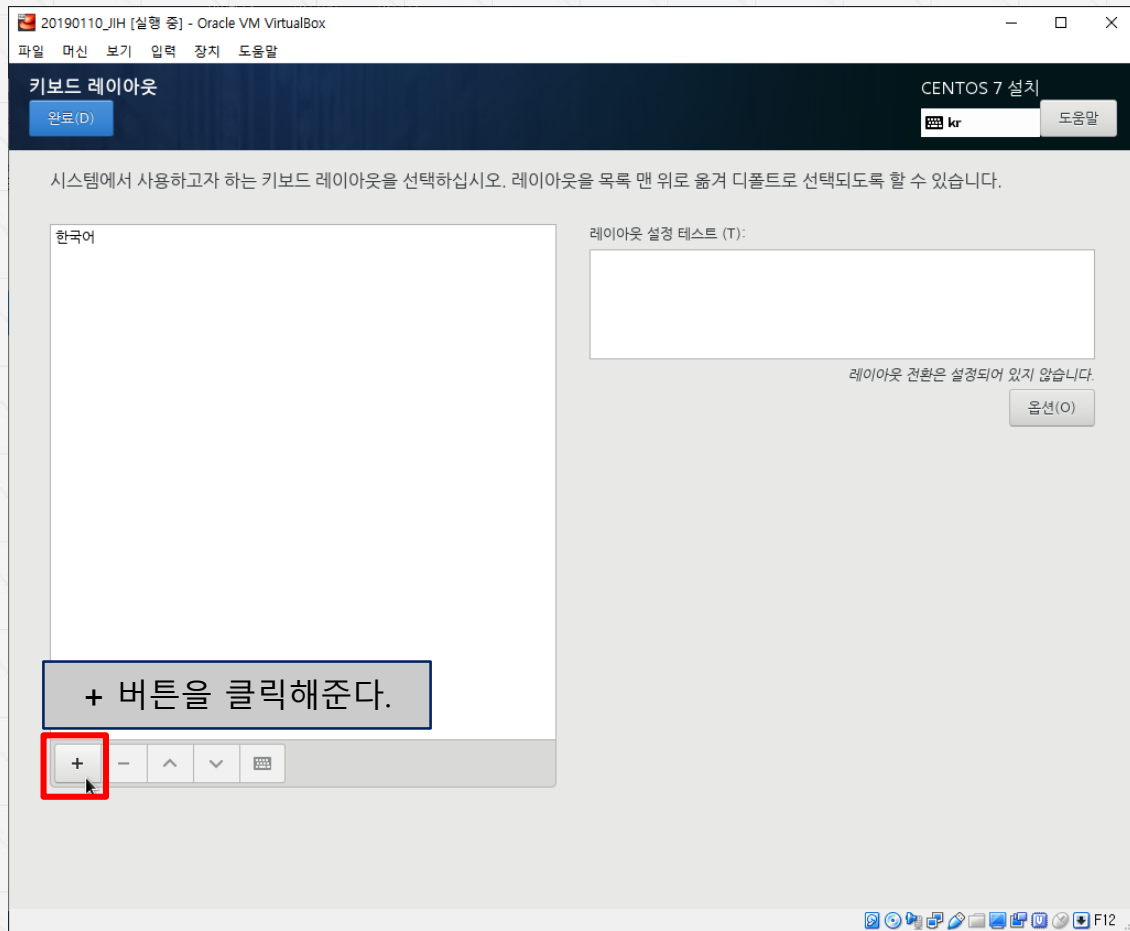 20190110_JIH [실행 중] - Oracle VM VirtualBox
파일 머신 보기 입력 장치 도움말
키보드 레이아웃
완료(D)
CENTOS 7 설치
kr
도움말
시스템에서 사용하고자 하는 키보드 레이아웃을 선택하십시오. 레이아웃을 목록 맨 위로 옮겨 디폴트로 선택되도록 할 수 있습니다.
한국어
레이아웃 설정 테스트 (T):
레이아웃 전환은 설정되어 있지 않습니다.
옵션(O)
+ 버튼을 클릭해준다.
F12